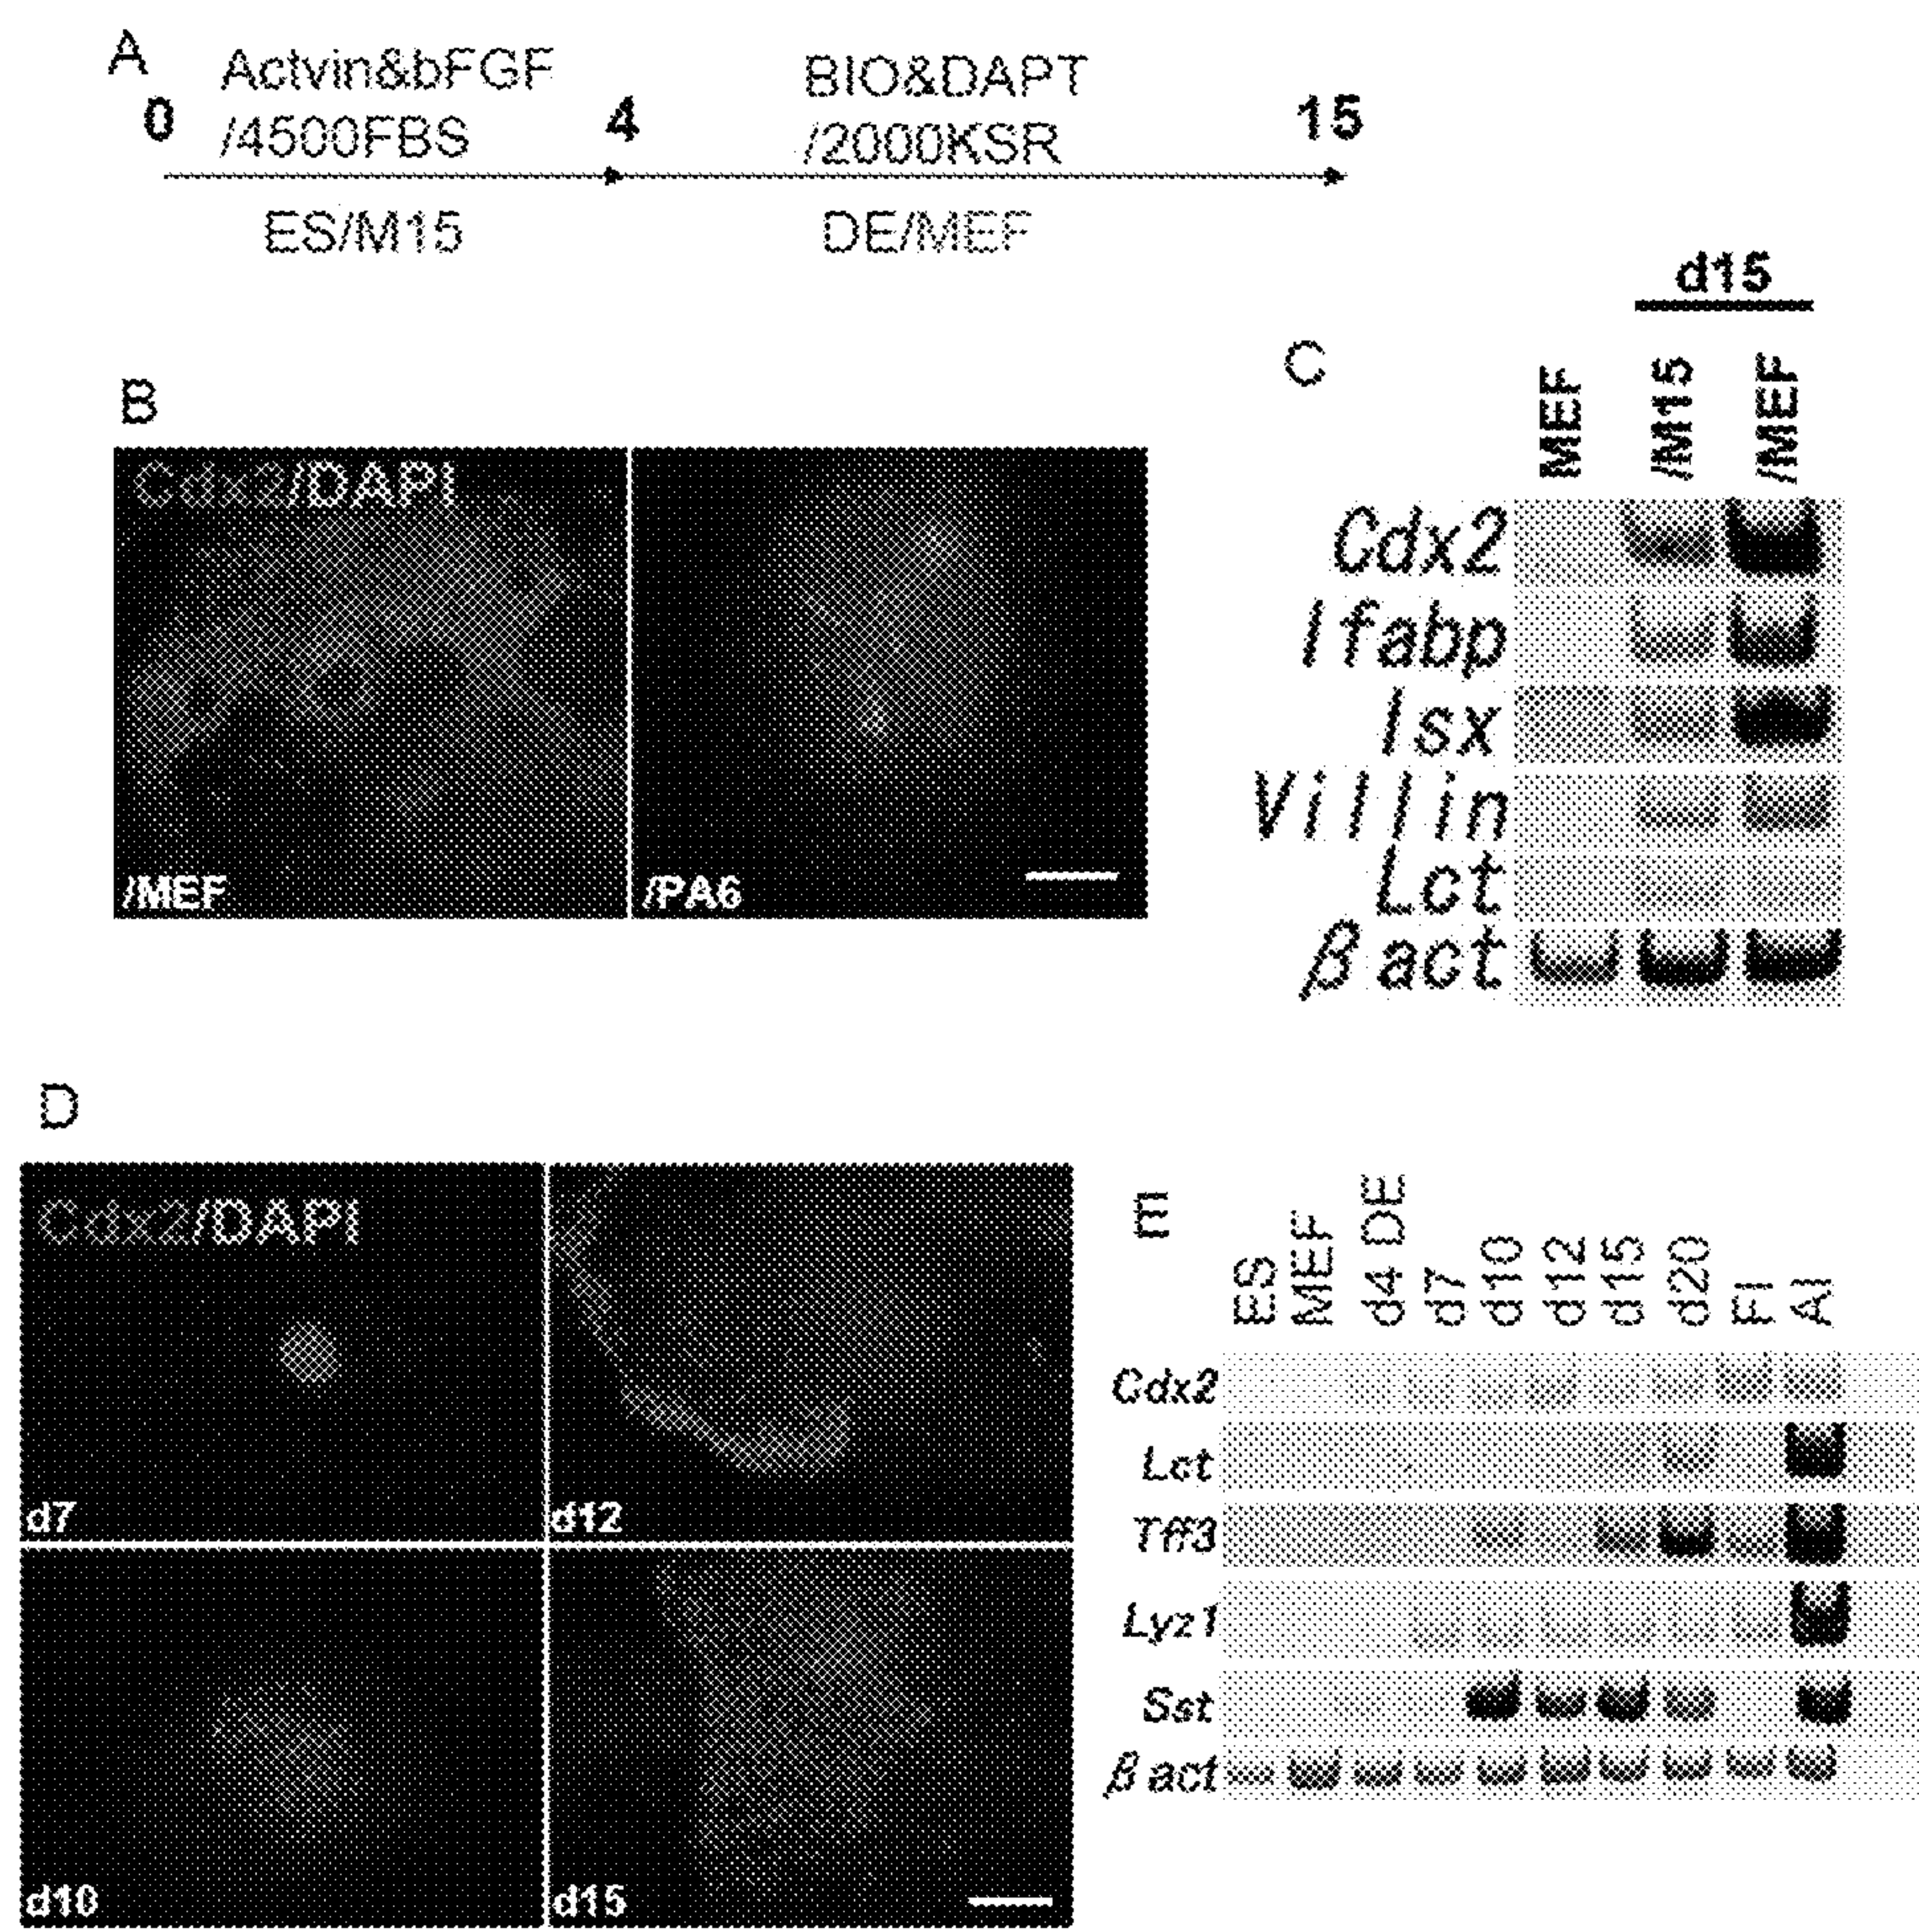 A
Actvin&bFGF
BIO&DAPT
0
/4500FBS
4
/2000KSR
15
ES/M15
DE/MEF
d15
C
MEF
/M15
/MEF
B
Cdx2/DAPI
/MEF
/PA6
Cdx2
Ifabp
Isx
Villin
Lct
βact
D
Cdx2/DAPI
d7
d12
d10
d15
E
ES
MEF
d4 DE
d7
d10
d12
d15
d20
FI
AI
Cdx2
Lct
Tff3
Lyz1
Sst
βact